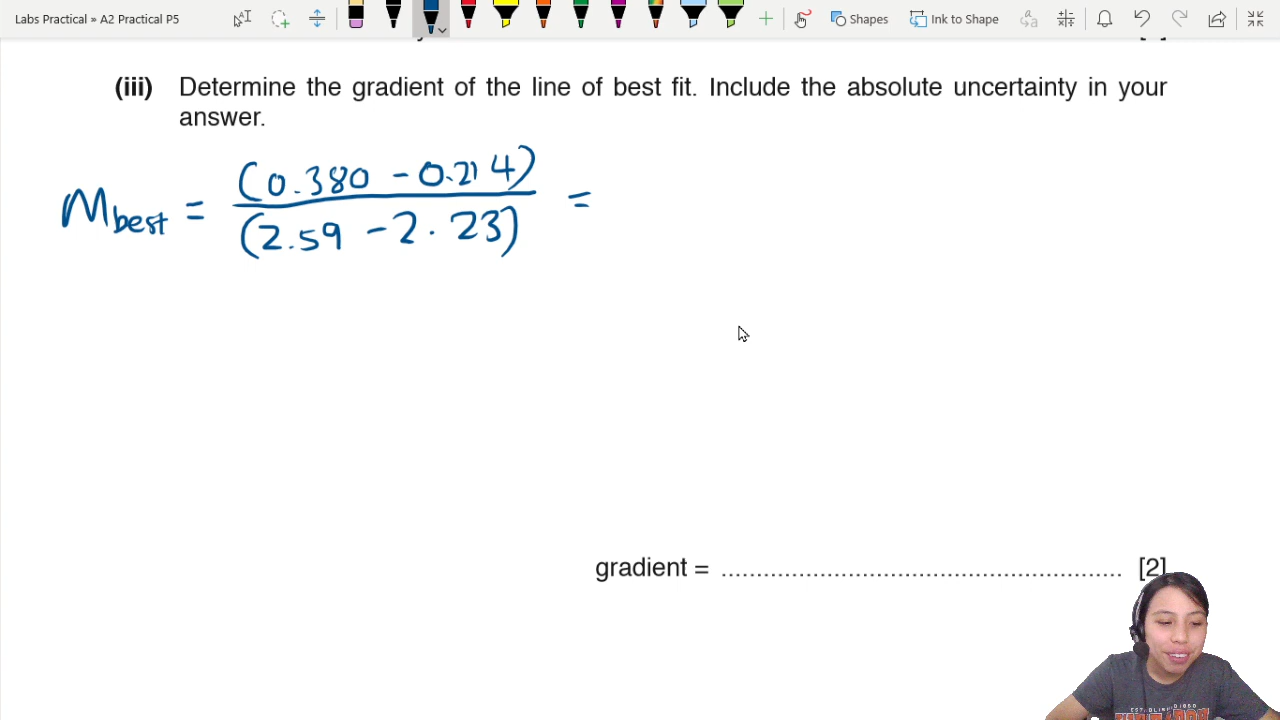 Labs Practical » A2 Practical P5
Shapes
Ink to Shape
(iii) Determine the gradient of the line of best fit. Include the absolute uncertainty in your
answer.
(0.380 - 0.214)
Mbest = =
(2.59 - 2.23)
gradient = ........................................................ [2]